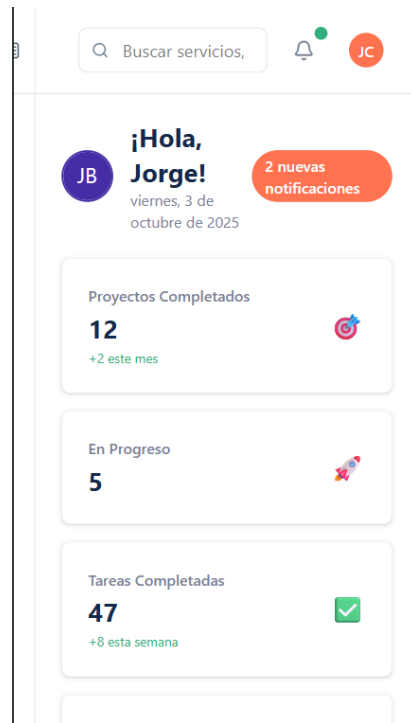 Buscar servicios,
JC
¡Hola,
Jorge!
JB
viernes, 3 de
octubre de 2025
2 nuevas
notificaciones
Proyectos Completados
12
+2 este mes
En Progreso
5
Tareas Completadas
47
+8 esta semana